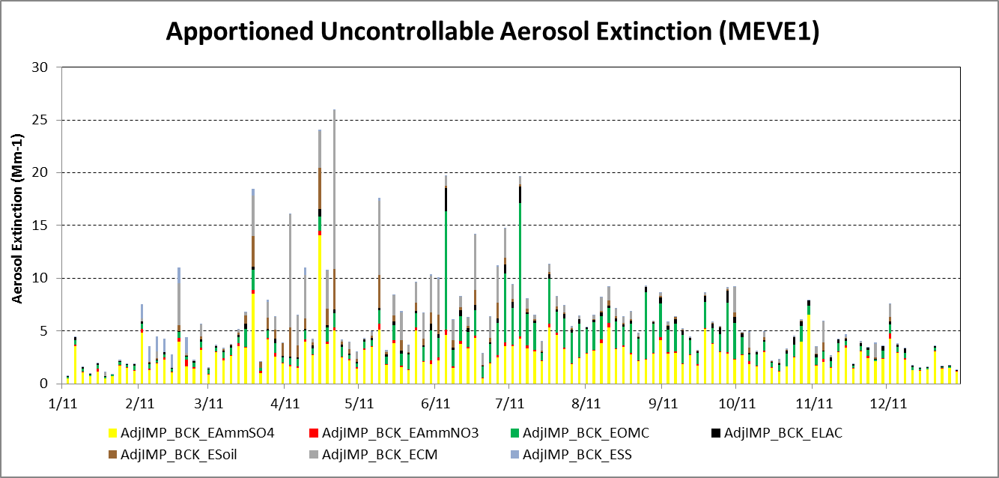 Apportioned Uncontrollable Aerosol Extinction (MEVE1)
Aerosol Extinction (Mm-1)
30
25
20
15
10
5
0
1/11 2/11 3/11 4/11 5/11 6/11 7/11 8/11 9/11 10/11 11/11 12/11
AdjIMP_BCK_EAmmSO4 AdjIMP_BCK_EAmmNO3 AdjIMP_BCK_EOMC AdjIMP_BCK_ELAC
AdjIMP_BCK_ESoil AdjIMP_BCK_ECM AdjIMP_BCK_ESS